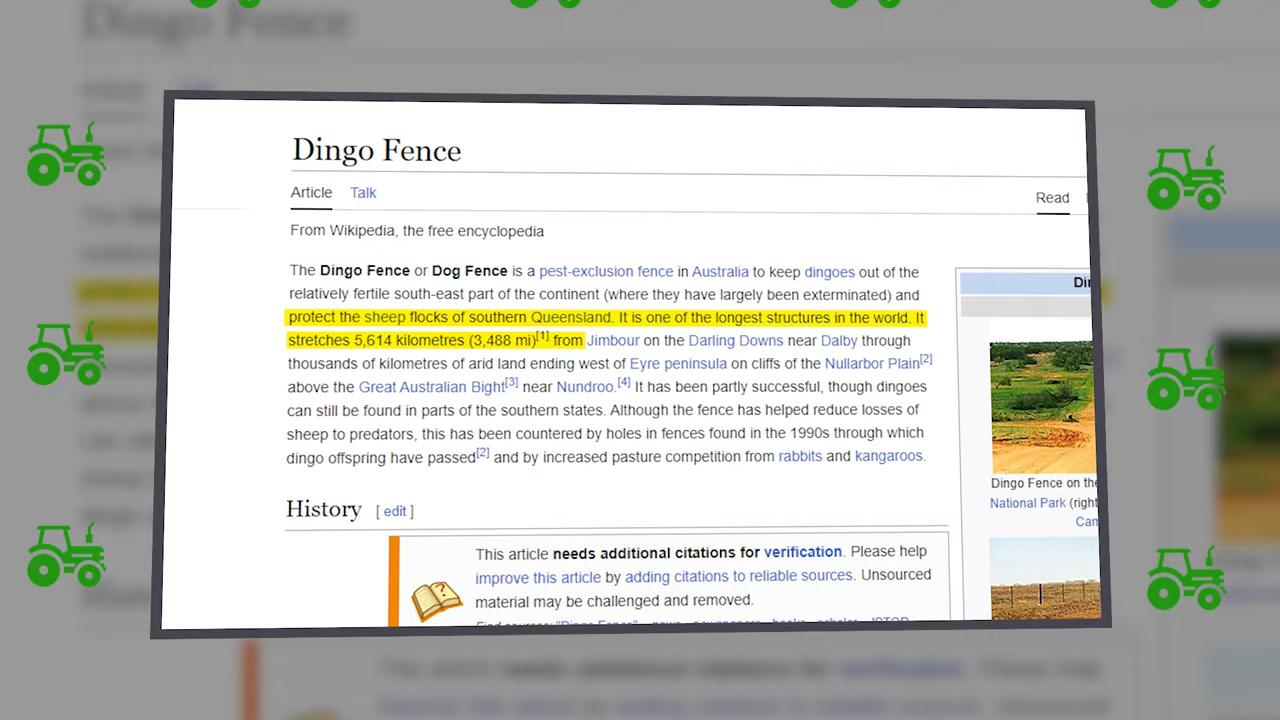 Dingo Fence
Dingo Fence
Article Talk
Read
From Wikipedia, the free encyclopedia
The Dingo Fence or Dog Fence is a pest-exclusion fence in Australia to keep dingoes out of the
relatively fertile south-east part of the continent (where they have largely been exterminated) and
protect the sheep flocks of southern Queensland. It is one of the longest structures in the world. It
stretches 5,614 kilometres (3,488 mi)[1] from Jimbour on the Darling Downs near Dalby through
thousands of kilometres of arid land ending west of Eyre peninsula on cliffs of the Nullarbor Plain[2]
above the Great Australian Bight[3] near Nundroo.[4] It has been partly successful, though dingoes
can still be found in parts of the southern states. Although the fence has helped reduce losses of
sheep to predators, this has been countered by holes in fences found in the 1990s through which
dingo offspring have passed[2] and by increased pasture competition from rabbits and kangaroos.
Din
Dingo Fence on the
National Park (right
Cam
History [ edit ]
This article needs additional citations for verification. Please help
improve this article by adding citations to reliable sources. Unsourced
material may be challenged and removed.